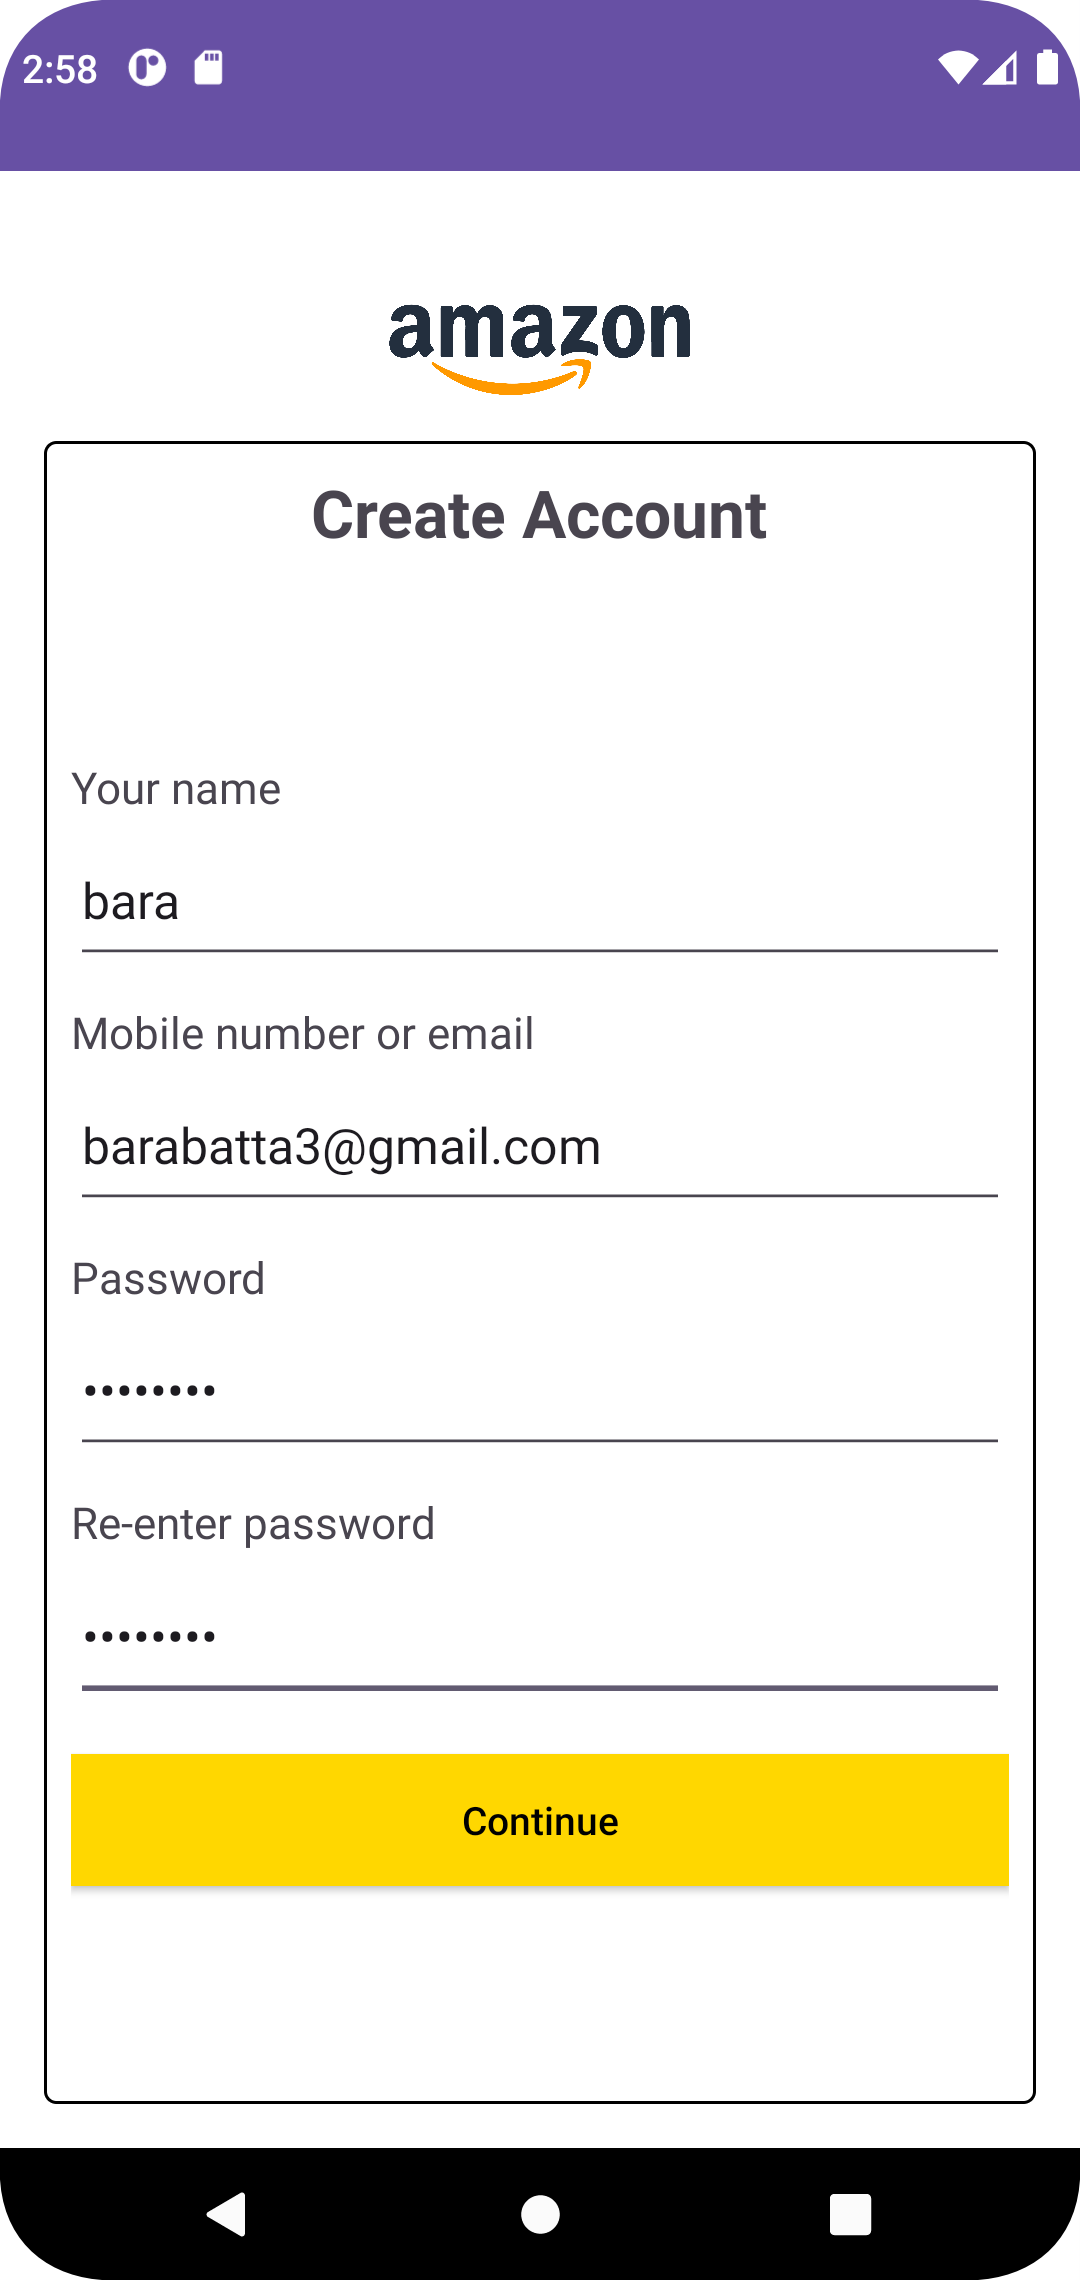 2:58
amazon
Create Account
Your name
bara
Mobile number or email
barabatta3@gmail.com
Password
••••••••
Re-enter password
••••••••
Continue